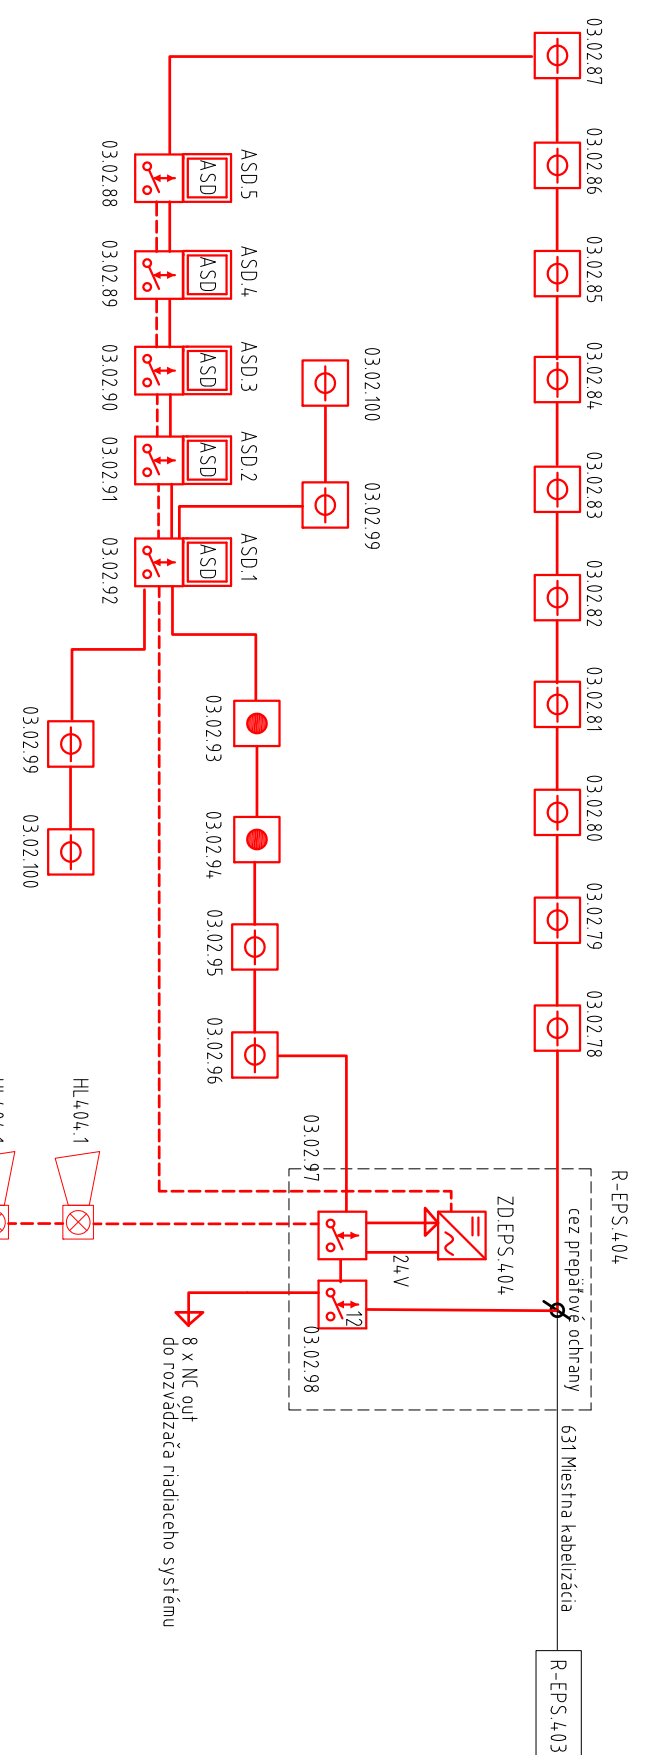 03.02.87
03.02.86
03.02.85
03.02.84
03.02.83
03.02.82
03.02.81
03.02.80
03.02.79
03.02.78
ASD.5
ASD
03.02.88
ASD.4
ASD
03.02.89
ASD.3
ASD
03.02.90
ASD.2
ASD
03.02.91
ASD.1
ASD
03.02.92
03.02.100
03.02.99
03.02.93
03.02.94
03.02.95
03.02.96
03.02.99
03.02.100
R-EPS.404
cez prepäťové ochrany
ZD.EPS.404
24V
03.02.97
12
03.02.98
HL404.1
8 x NC out
do rozvádzača riadiaceho systému
631 Miestna kabelizácia
R-EPS.403